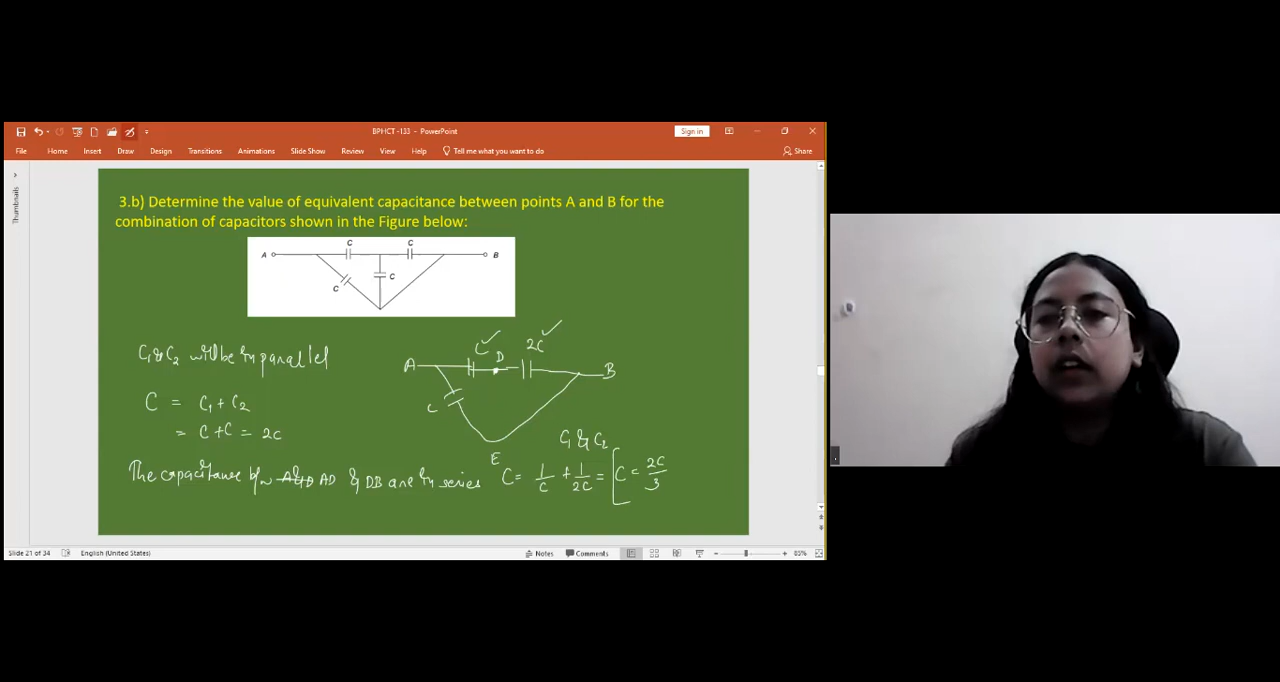 BPHCT -133 - PowerPoint
Sign in
File Home Insert Draw Design Transitions Animations Slide Show Review View Help Tell me what you want to do Share
Thumbnails
3.b) Determine the value of equivalent capacitance between points A and B for the
combination of capacitors shown in the Figure below:
C C
A B
C
C
C 2C
C1 & C2 will be in parallel
A D B
C
C = C1 + C2
= C + C = 2C
C1 & C2
E
The capacitance b/w A&D AD & DB are in series C = 1/C + 1/2C = [C = 2C/3
Slide 21 of 34 English (United States) Notes Comments 85%